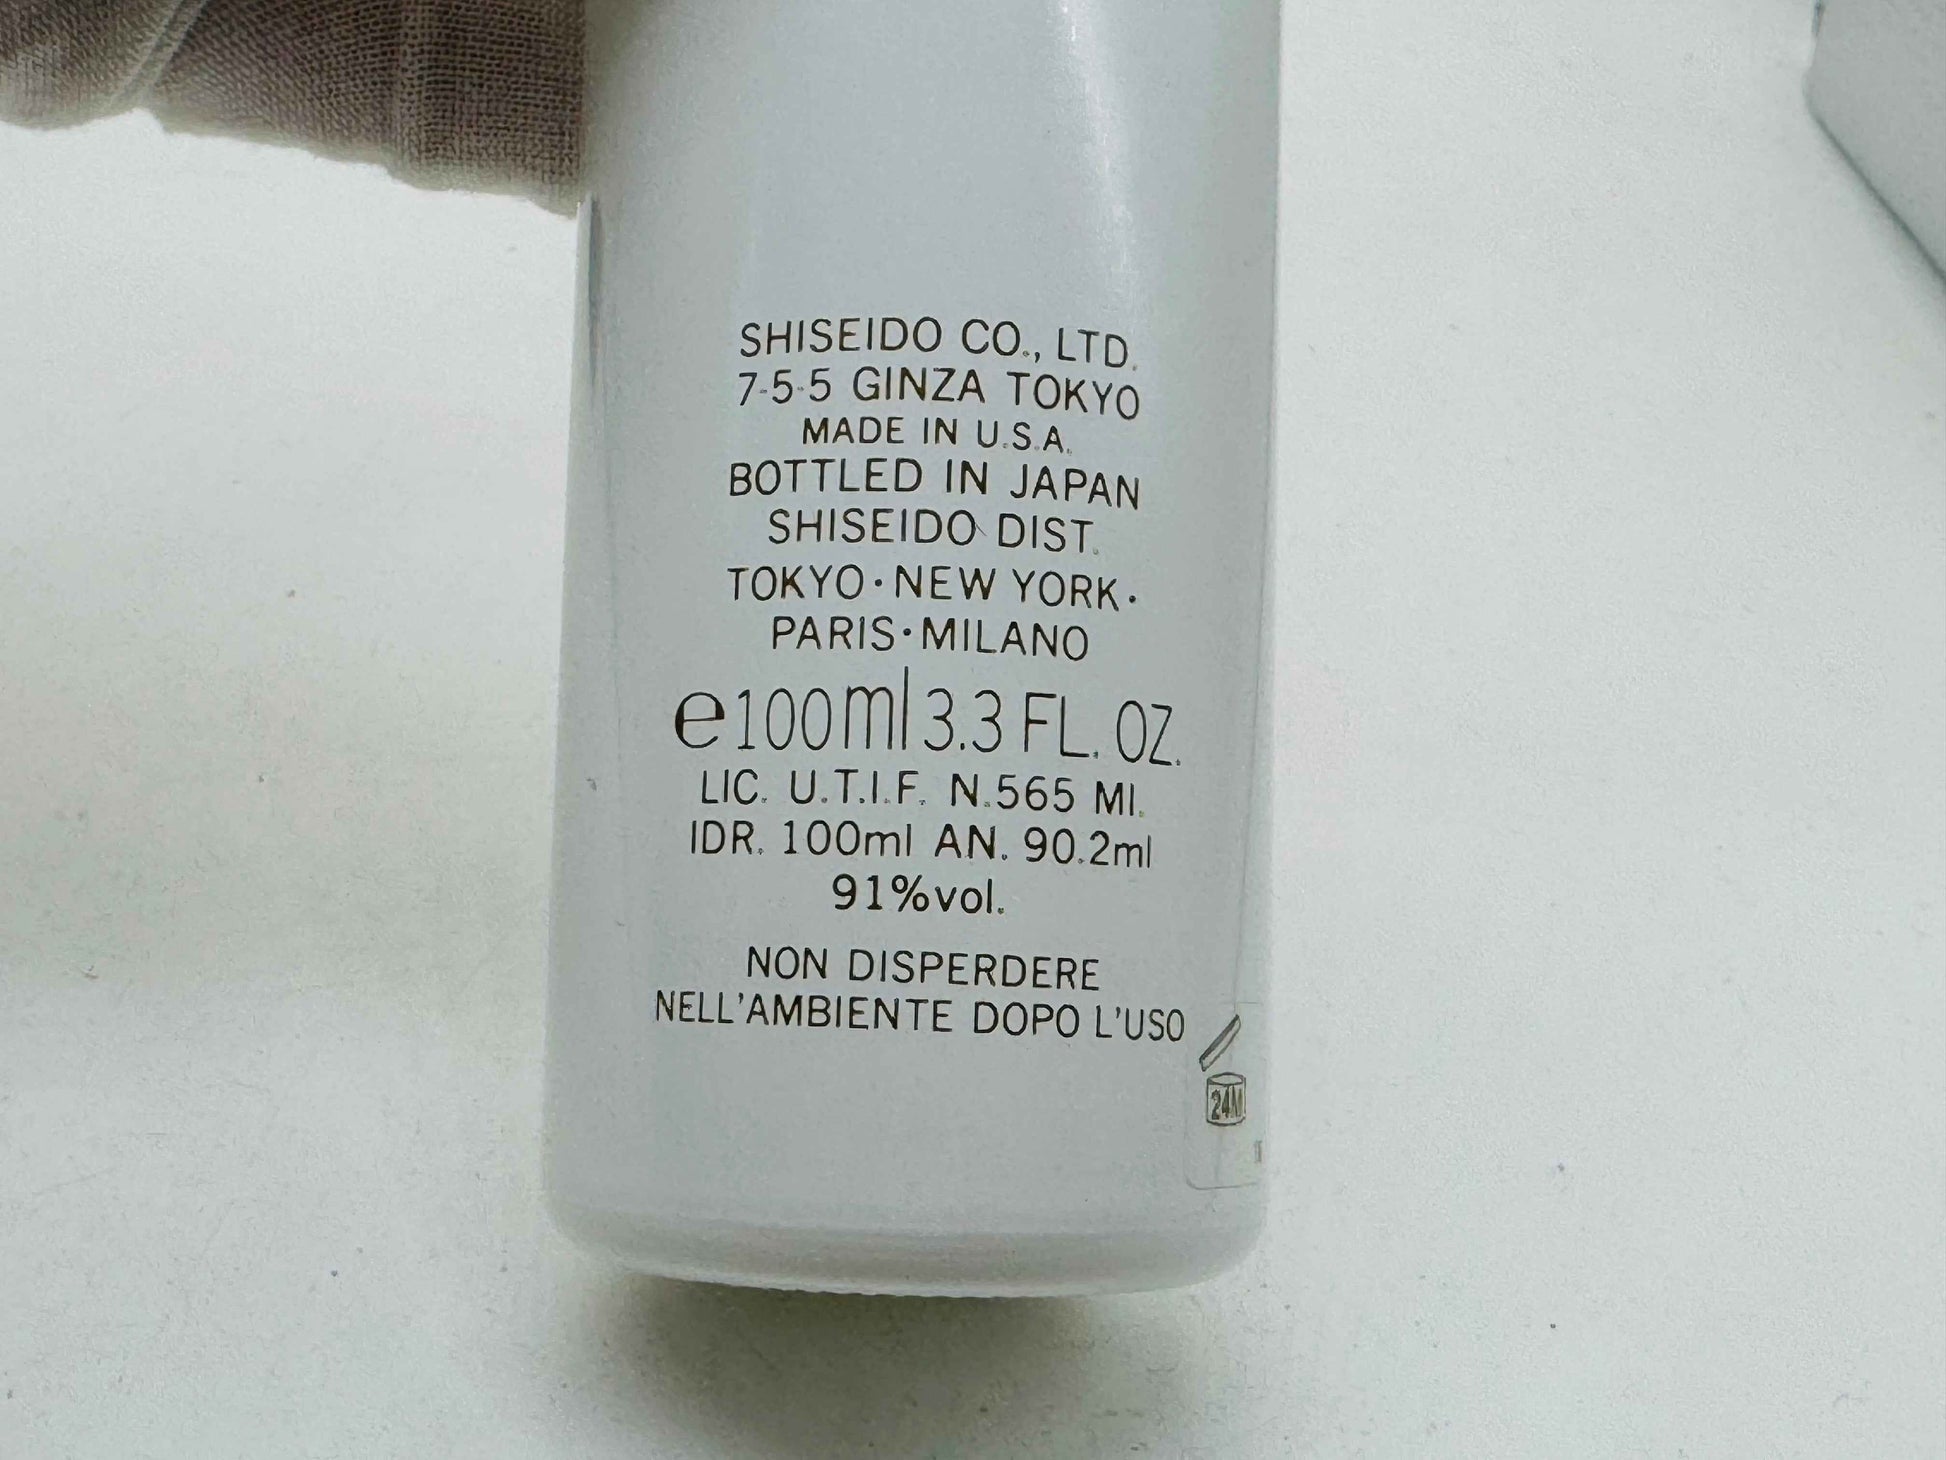 SHISEIDO CO., LTD.
7-5-5 GINZA TOKYO
MADE IN U.S.A.
BOTTLED IN JAPAN
SHISEIDO DIST.
TOKYO・NEW YORK・
PARIS・MILANO
℮100ml 3.3 FL. OZ.
LIC. U.T.I.F. N.565 MI.
IDR. 100ml AN. 90.2ml
91%vol.
NON DISPERDERE
NELL'AMBIENTE DOPO L'USO
24M